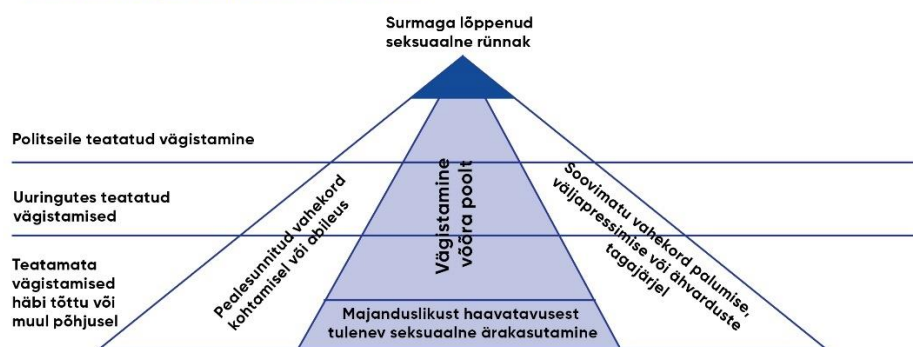 Surmaga lõppenud
seksuaalne rünnak
Politseile teatatud vägistamine
Uuringutes teatatud
vägistamised
Teatamata
vägistamised
häbi tõttu või
muul põhjusel
Pealesunnitud vahekord
kohtamisel või abileus
Vägistamine
võõra poolt
Soovimatu vahekord palumise,
väljapressimise või ähvarduste
tagajärjel
Majanduslikust haavatavusest
tulenev seksuaalne ärakasutamine